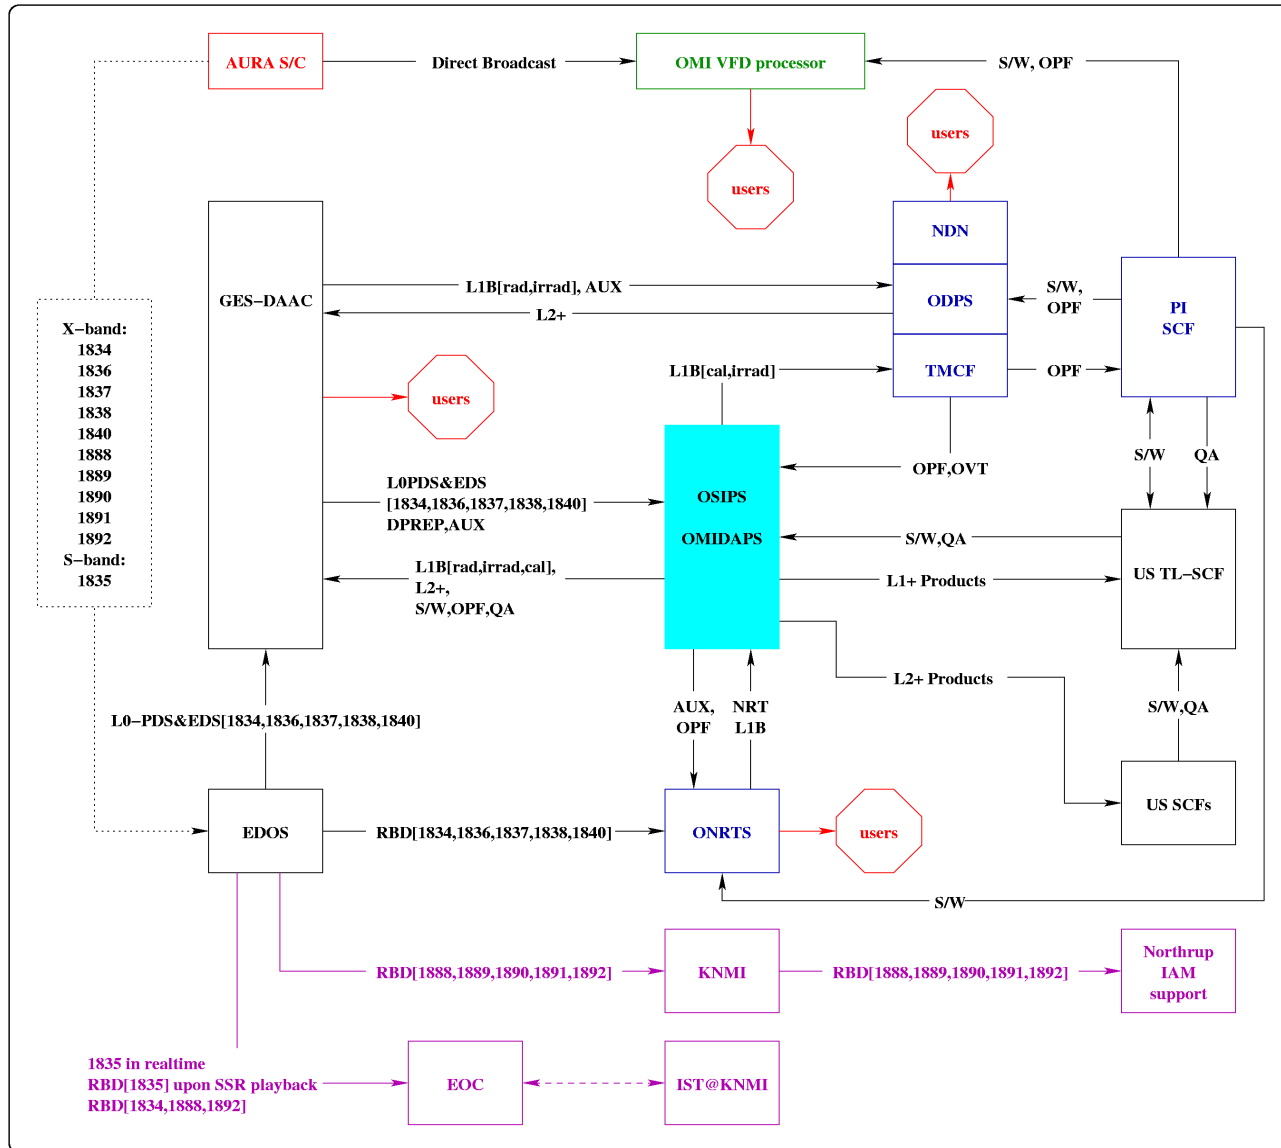 AURA S/C
Direct Broadcast
OMI VFD processor
S/W, OPF
users
users
NDN
GES-DAAC
L1B[rad,irrad], AUX
ODPS
S/W,
OPF
PI
SCF
L2+
X-band:
1834
1836
1837
1838
1840
1888
1889
1890
1891
1892
S-band:
1835
L1B[cal,irrad]
TMCF
OPF
users
OPF,OVT
S/W
QA
L0PDS&EDS
[1834,1836,1837,1838,1840]
DPREP,AUX
OSIPS
OMIDAPS
S/W,QA
L1B[rad,irrad,cal],
L2+,
S/W,OPF,QA
L1+ Products
US TL-SCF
L2+ Products
AUX,
OPF
NRT
L1B
S/W,QA
L0-PDS&EDS[1834,1836,1837,1838,1840]
US SCFs
EDOS
RBD[1834,1836,1837,1838,1840]
ONRTS
users
S/W
RBD[1888,1889,1890,1891,1892]
KNMI
RBD[1888,1889,1890,1891,1892]
Northrup
IAM
support
1835 in realtime
RBD[1835] upon SSR playback
RBD[1834,1888,1892]
EOC
IST@KNMI